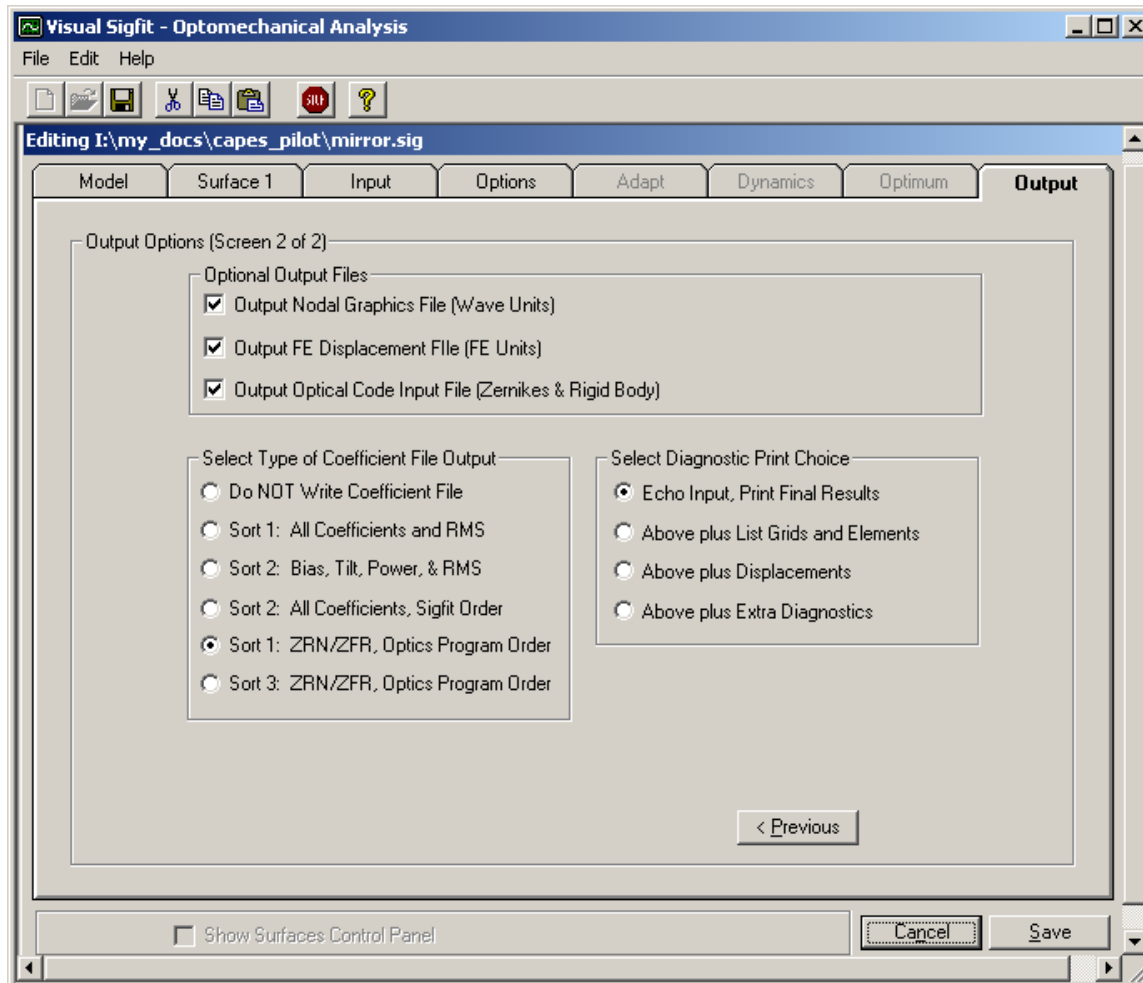 Visual Sigfit - Optomechanical Analysis
File Edit Help
Editing I:\my_docs\capes_pilot\mirror.sig
Model Surface 1 Input Options Adapt Dynamics Optimum Output
Output Options (Screen 2 of 2)
Optional Output Files
Output Nodal Graphics File (Wave Units)
Output FE Displacement FIle (FE Units)
Output Optical Code Input File (Zernikes & Rigid Body)
Select Type of Coefficient File Output
Do NOT Write Coefficient File
Sort 1: All Coefficients and RMS
Sort 2: Bias, Tilt, Power, & RMS
Sort 2: All Coefficients, Sigfit Order
Sort 1: ZRN/ZFR, Optics Program Order
Sort 3: ZRN/ZFR, Optics Program Order
Select Diagnostic Print Choice
Echo Input, Print Final Results
Above plus List Grids and Elements
Above plus Displacements
Above plus Extra Diagnostics
< Previous
Show Surfaces Control Panel
Cancel Save